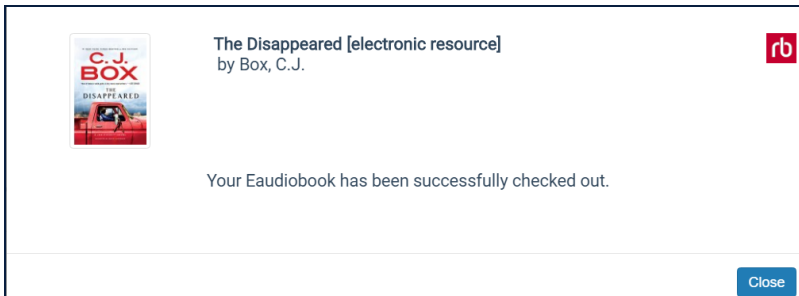 The Disappeared [electronic resource]
by Box, C.J.
rb
C. J.
BOX
THE
DISAPPEARED
Your Eaudiobook has been successfully checked out.
Close